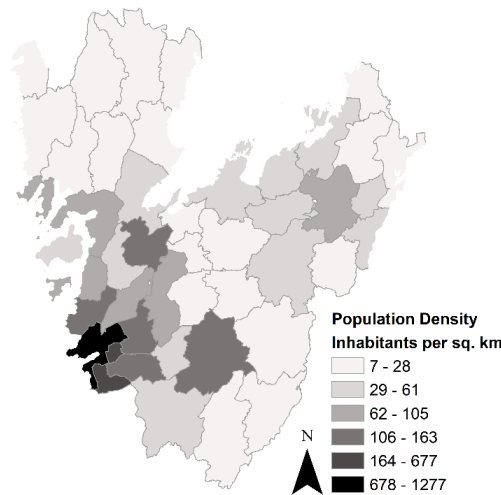 Population Density
Inhabitants per sq. km
7 - 28
29 - 61
62 - 105
106 - 163
164 - 677
678 - 1277
N